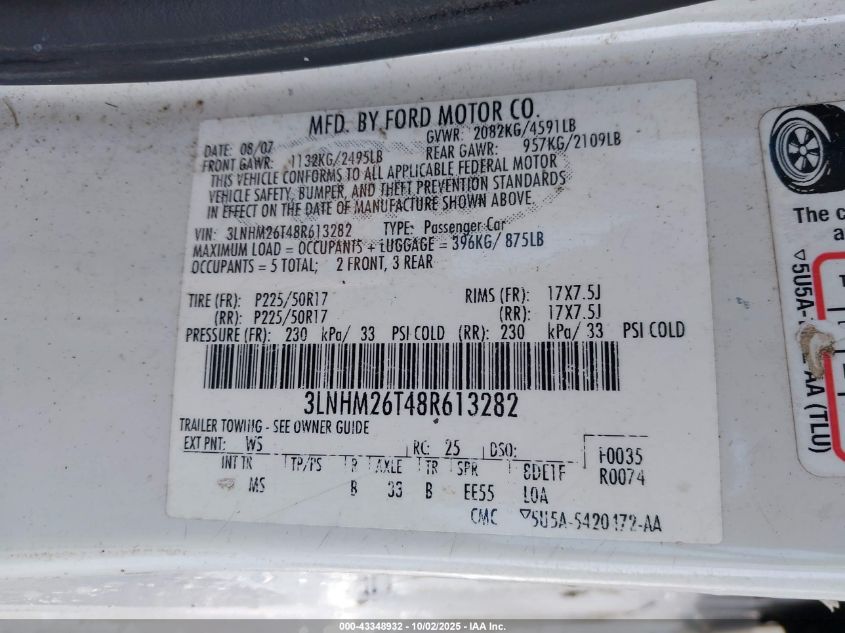 MFD. BY FORD MOTOR CO.
DATE: 08/07 GVWR: 2082KG/4591LB
FRONT GAWR: 1132KG/2495LB REAR GAWR: 957KG/2109LB
THIS VEHICLE CONFORMS TO ALL APPLICABLE FEDERAL MOTOR
VEHICLE SAFETY, BUMPER, AND THEFT PREVENTION STANDARDS
IN EFFECT ON THE DATE OF MANUFACTURE SHOWN ABOVE.
VIN: 3LNHM26T48R613282 TYPE: Passenger Car
MAXIMUM LOAD = OCCUPANTS + LUGGAGE = 396KG/ 875LB
OCCUPANTS = 5 TOTAL; 2 FRONT, 3 REAR
TIRE (FR): P225/50R17 RIMS (FR): 17X7.5J
(RR): P225/50R17 (RR): 17X7.5J
PRESSURE (FR): 230 kPa/ 33 PSI COLD (RR): 230 kPa/ 33 PSI COLD
3LNHM26T48R613282
TRAILER TOWING - SEE OWNER GUIDE
EXT PNT: W5 RC: 25 DSO: F0035
R0074
INT TR TP/PS R AXLE TR SPR
MS B 33 B EE55
CMC ▽5U5A-5420472-AA
The c
a
▽5U5A-
AA (TLU)
000-43348932 - 10/02/2025 - IAA Inc.